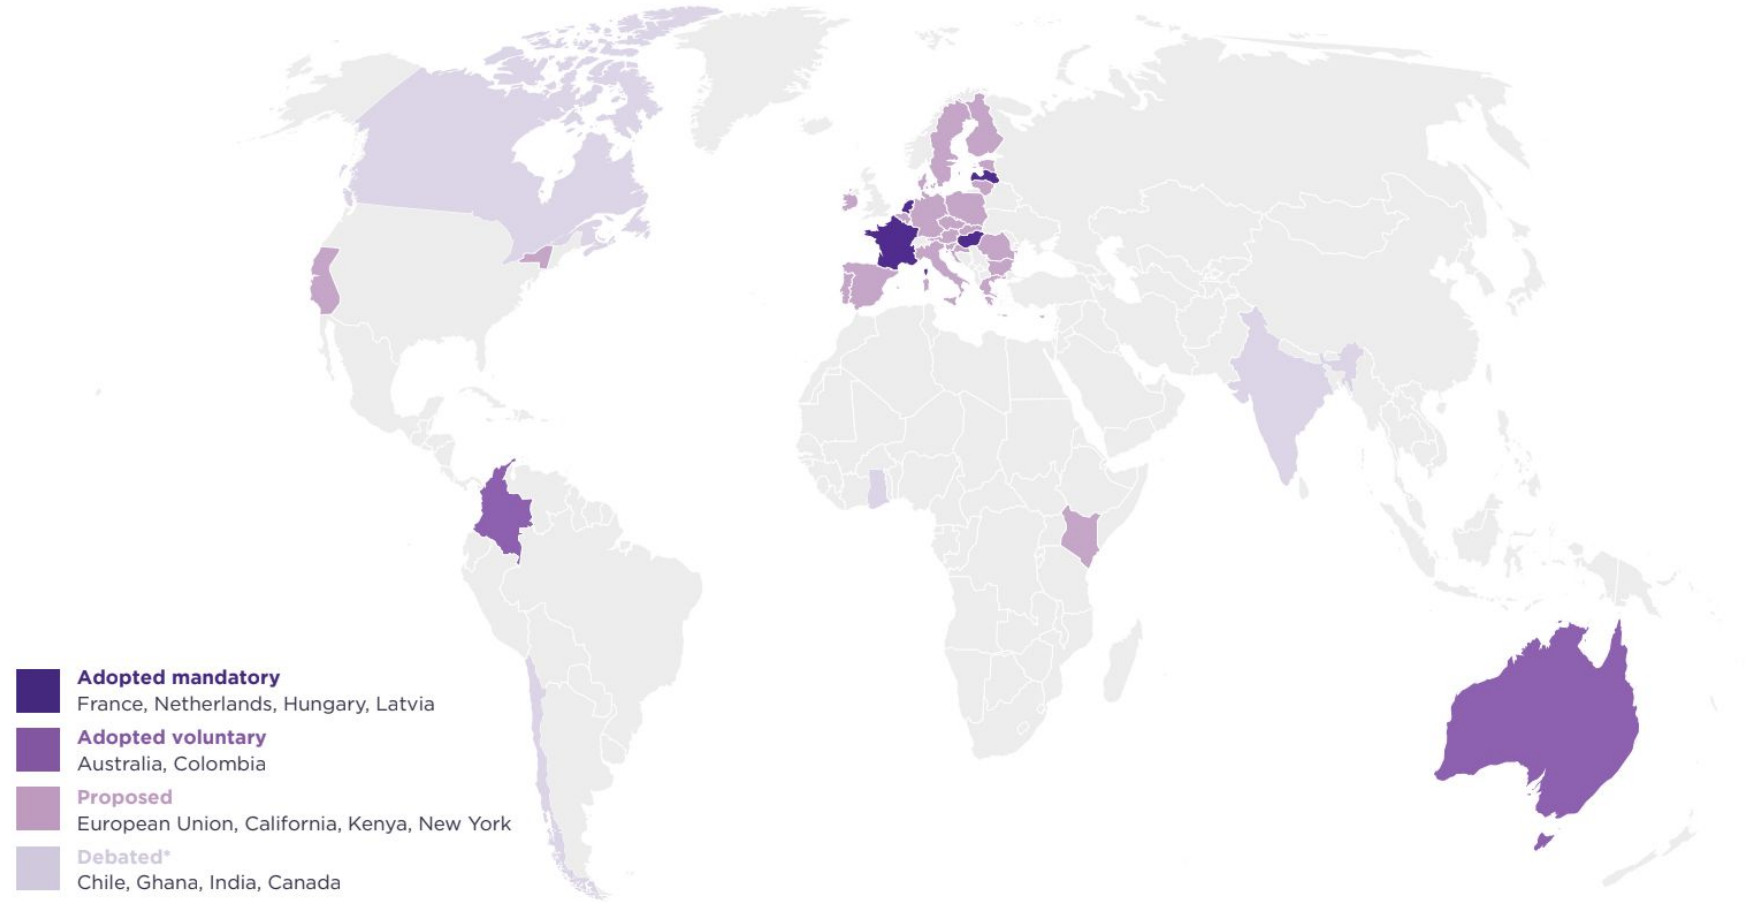 Adopted mandatory
France, Netherlands, Hungary, Latvia
Adopted voluntary
Australia, Colombia
Proposed
European Union, California, Kenya, New York
Debated*
Chile, Ghana, India, Canada